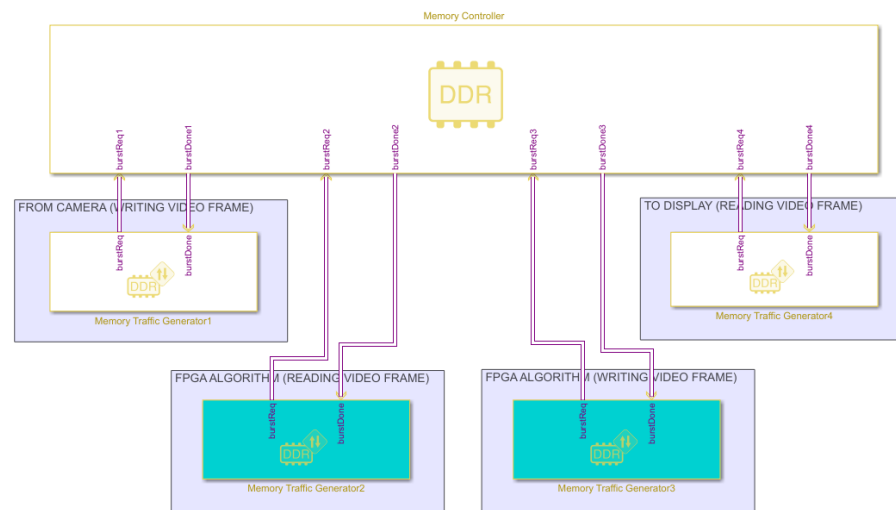 Memory Controller
DDR
burstReq1
burstDone1
burstReq2
burstDone2
burstReq3
burstDone3
burstReq4
burstDone4
FROM CAMERA (WRITING VIDEO FRAME)
burstReq
burstDone
DDR
Memory Traffic Generator1
TO DISPLAY (READING VIDEO FRAME)
burstReq
burstDone
DDR
Memory Traffic Generator4
FPGA ALGORITHM (READING VIDEO FRAME)
burstReq
burstDone
DDR
Memory Traffic Generator2
FPGA ALGORITHM (WRITING VIDEO FRAME)
burstReq
burstDone
DDR
Memory Traffic Generator3